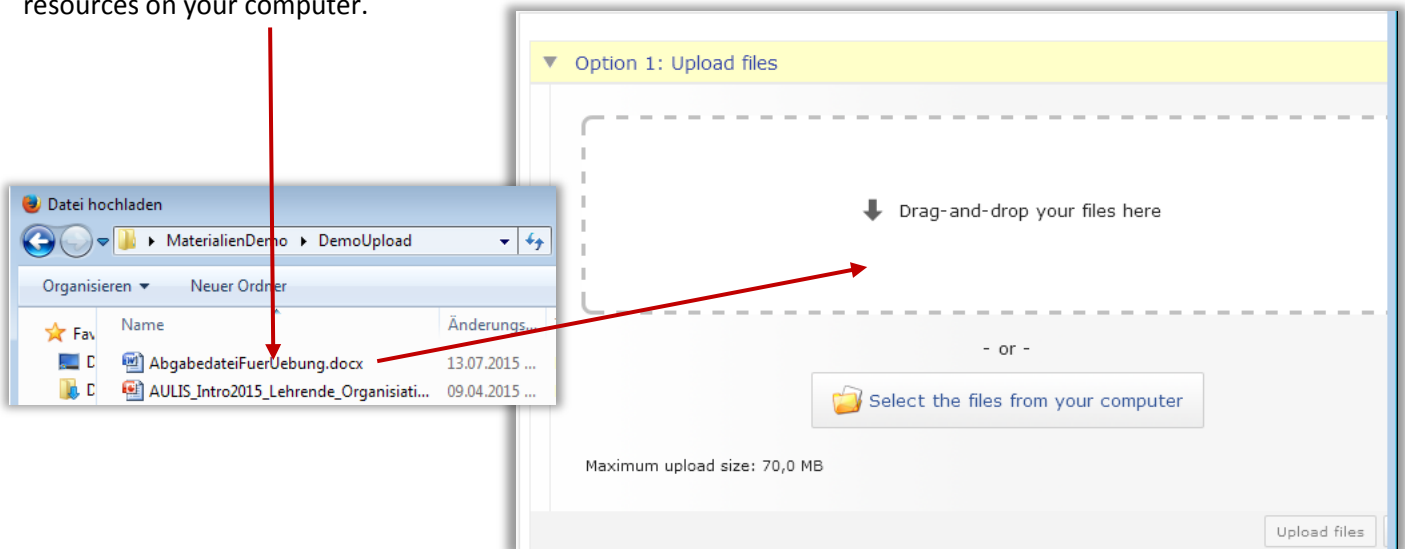 resources on your computer.
Option 1: Upload files
Drag-and-drop your files here
- or -
Select the files from your computer
Maximum upload size: 70,0 MB
Upload files
Datei hochladen
MaterialienDemo DemoUpload
Organisieren Neuer Ordner
Fav Name Änderungs...
D AbgabedateiFuerUebung.docx 13.07.2015 ...
D AULIS_Intro2015_Lehrende_Organisiati... 09.04.2015 ...